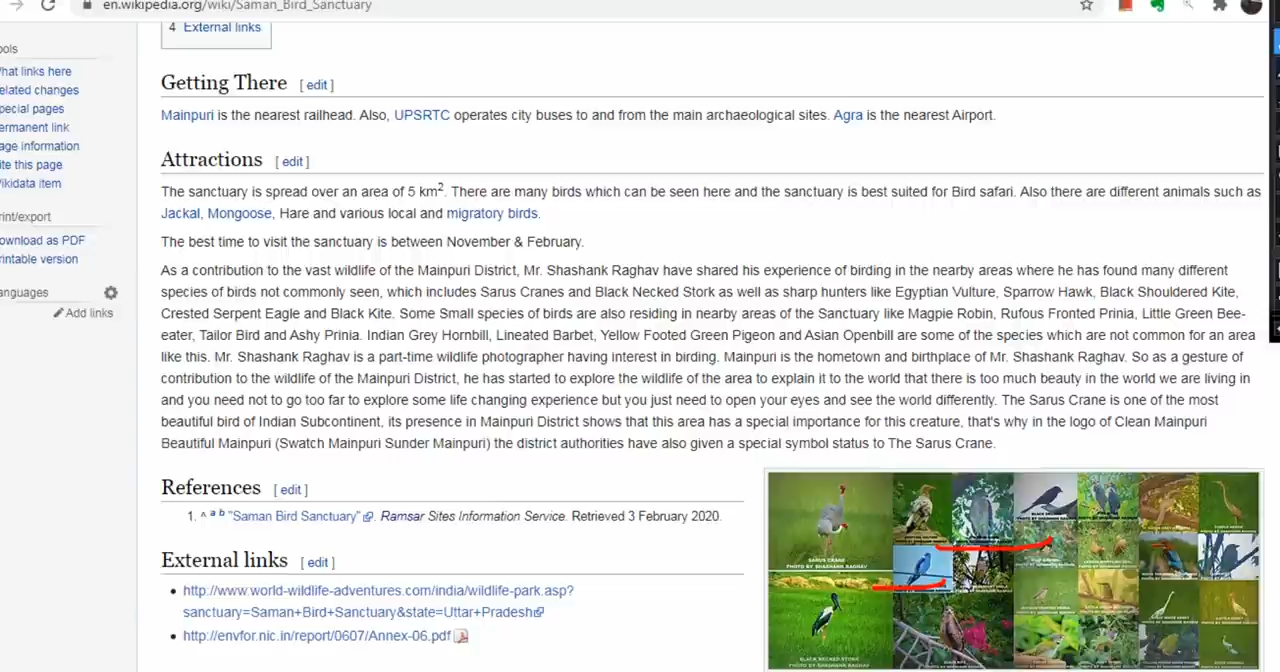 en.wikipedia.org/wiki/Saman_Bird_Sanctuary
4 External links
ools
hat links here
elated changes
pecial pages
ermanent link
age information
ite this page
ikidata item
rint/export
ownload as PDF
rintable version
anguages
Add links
Getting There [ edit ]
Mainpuri is the nearest railhead. Also, UPSRTC operates city buses to and from the main archaeological sites. Agra is the nearest Airport.
Attractions [ edit ]
The sanctuary is spread over an area of 5 km². There are many birds which can be seen here and the sanctuary is best suited for Bird safari. Also there are different animals such as
Jackal, Mongoose, Hare and various local and migratory birds.
The best time to visit the sanctuary is between November & February.
As a contribution to the vast wildlife of the Mainpuri District, Mr. Shashank Raghav have shared his experience of birding in the nearby areas where he has found many different
species of birds not commonly seen, which includes Sarus Cranes and Black Necked Stork as well as sharp hunters like Egyptian Vulture, Sparrow Hawk, Black Shouldered Kite,
Crested Serpent Eagle and Black Kite. Some Small species of birds are also residing in nearby areas of the Sanctuary like Magpie Robin, Rufous Fronted Prinia, Little Green Bee-
eater, Tailor Bird and Ashy Prinia. Indian Grey Hornbill, Lineated Barbet, Yellow Footed Green Pigeon and Asian Openbill are some of the species which are not common for an area
like this. Mr. Shashank Raghav is a part-time wildlife photographer having interest in birding. Mainpuri is the hometown and birthplace of Mr. Shashank Raghav. So as a gesture of
contribution to the wildlife of the Mainpuri District, he has started to explore the wildlife of the area to explain it to the world that there is too much beauty in the world we are living in
and you need not to go too far to explore some life changing experience but you just need to open your eyes and see the world differently. The Sarus Crane is one of the most
beautiful bird of Indian Subcontinent, its presence in Mainpuri District shows that this area has a special importance for this creature, that's why in the logo of Clean Mainpuri
Beautiful Mainpuri (Swatch Mainpuri Sunder Mainpuri) the district authorities have also given a special symbol status to The Sarus Crane.
References [ edit ]
1. ^ a b "Saman Bird Sanctuary". Ramsar Sites Information Service. Retrieved 3 February 2020.
External links [ edit ]
http://www.world-wildlife-adventures.com/india/wildlife-park.asp?
sanctuary=Saman+Bird+Sanctuary&state=Uttar+Pradesh
http://envfor.nic.in/report/0607/Annex-06.pdf
SARUS CRANE
PHOTO BY SHASHANK RAGHAV
BLACK NECKED STORK
PHOTO BY SHASHANK RAGHAV